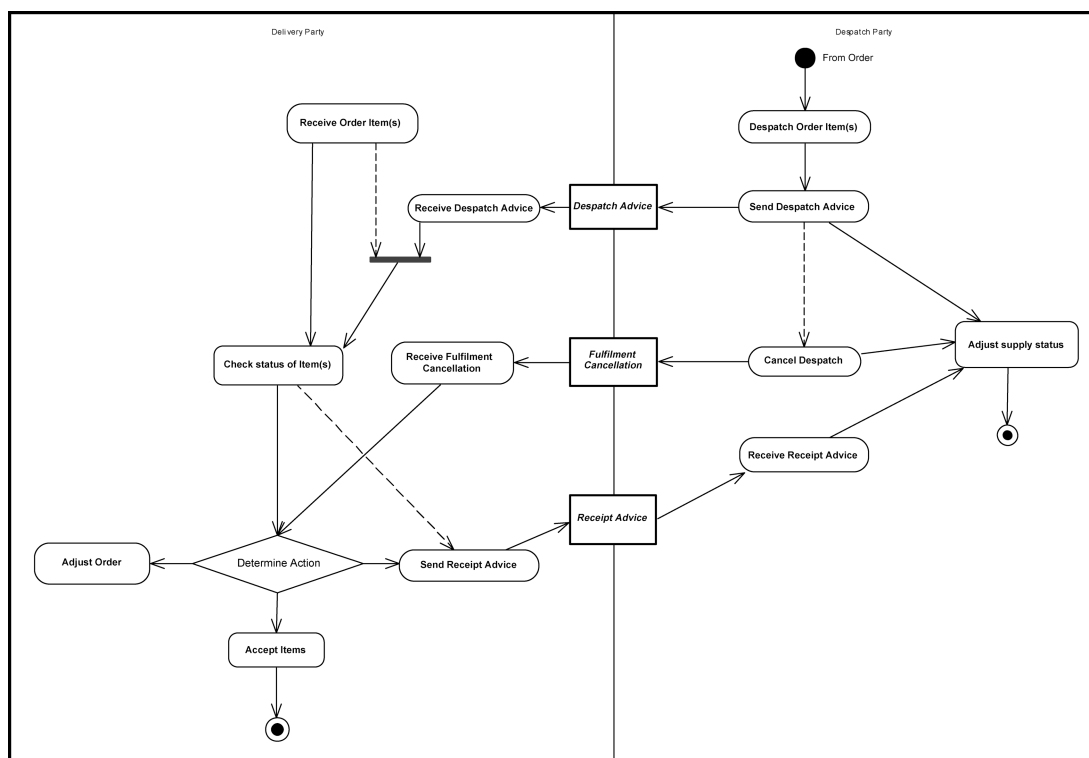 Delivery Party
Despatch Party
From Order
Receive Order Item(s)
Despatch Order Item(s)
Receive Despatch Advice
Despatch Advice
Send Despatch Advice
Check status of Item(s)
Receive Fulfilment
Cancellation
Fulfilment
Cancellation
Cancel Despatch
Adjust supply status
Receive Receipt Advice
Receipt Advice
Adjust Order
Determine Action
Send Receipt Advice
Accept Items